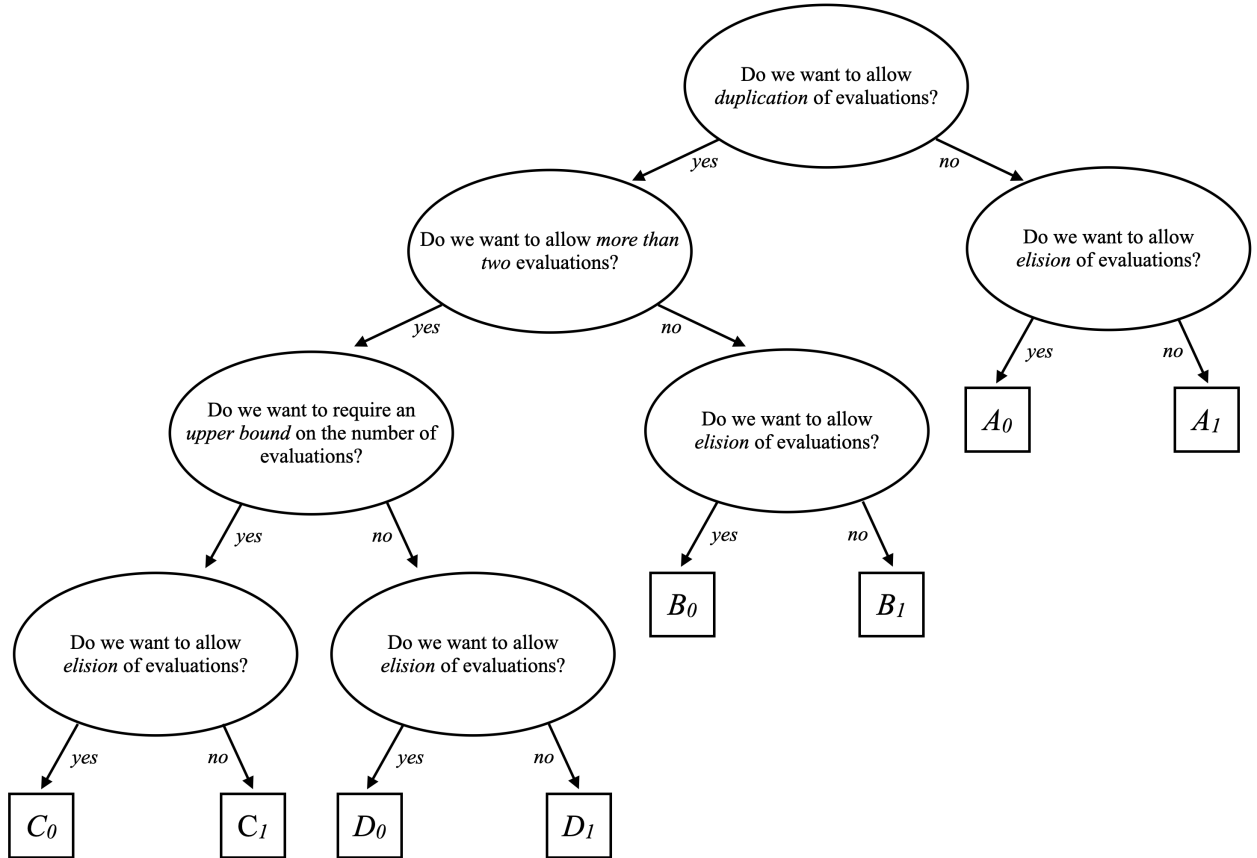 Do we want to allow
duplication of evaluations?
yes
no
Do we want to allow more than
two evaluations?
Do we want to allow
elision of evaluations?
yes
no
yes
no
Do we want to require an
upper bound on the number of
evaluations?
Do we want to allow
elision of evaluations?
A0
A1
yes
no
yes
no
Do we want to allow
elision of evaluations?
Do we want to allow
elision of evaluations?
B0
B1
yes
no
yes
no
C0
C1
D0
D1